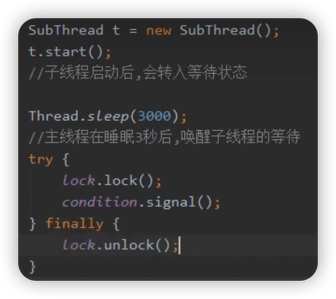 SubThread t = new SubThread();
t.start();
//子线程启动后,会转入等待状态
Thread.sleep(3000);
//主线程在睡眠3秒后,唤醒子线程的等待
try {
    lock.lock();
    condition.signal();
} finally {
    lock.unlock();
}